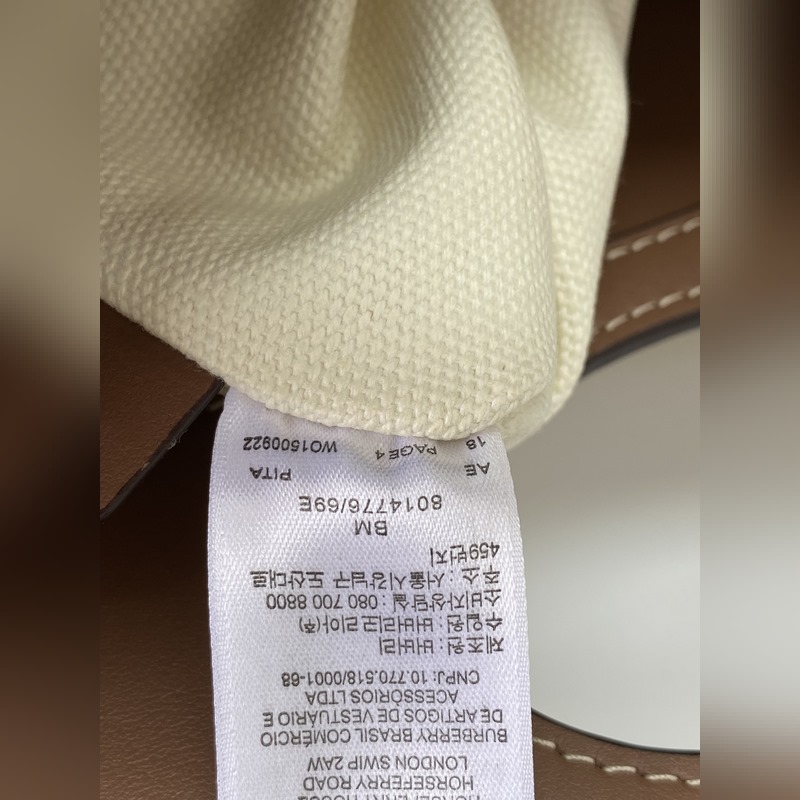 HORSEFERRY ROAD
LONDON SWIP 2AW
BURBERRY BRASIL COMÉRCIO
DE ARTIGOS DE VESTUÁRIO E
ACESSÓRIOS LTDA
CNPJ: 10.770.518/0001-68
제조원 : 버버리
수입원 : 버버리코리아(주)
소비자상담실 : 080 700 8800
주소 : 서울시강남구 도산대로
459번지
BM
8014776/69E
AE PITA
18 PAGE 4 WO1500922